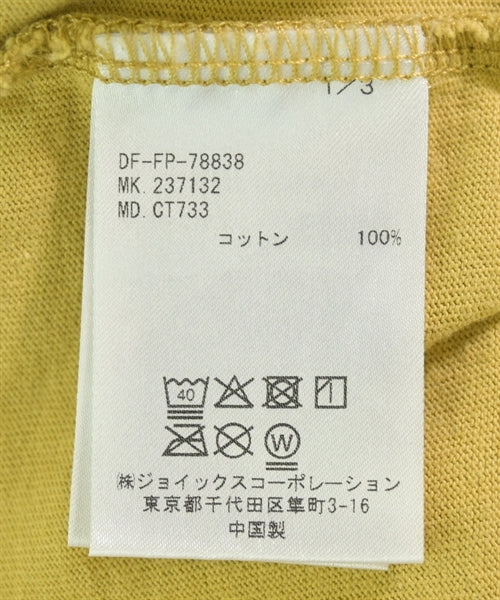 1/3
DF-FP-78838
MK. 237132
MD. CT733
コットン 100%
40
W
㈱ジョイックスコーポレーション
東京都千代田区隼町3-16
中国製